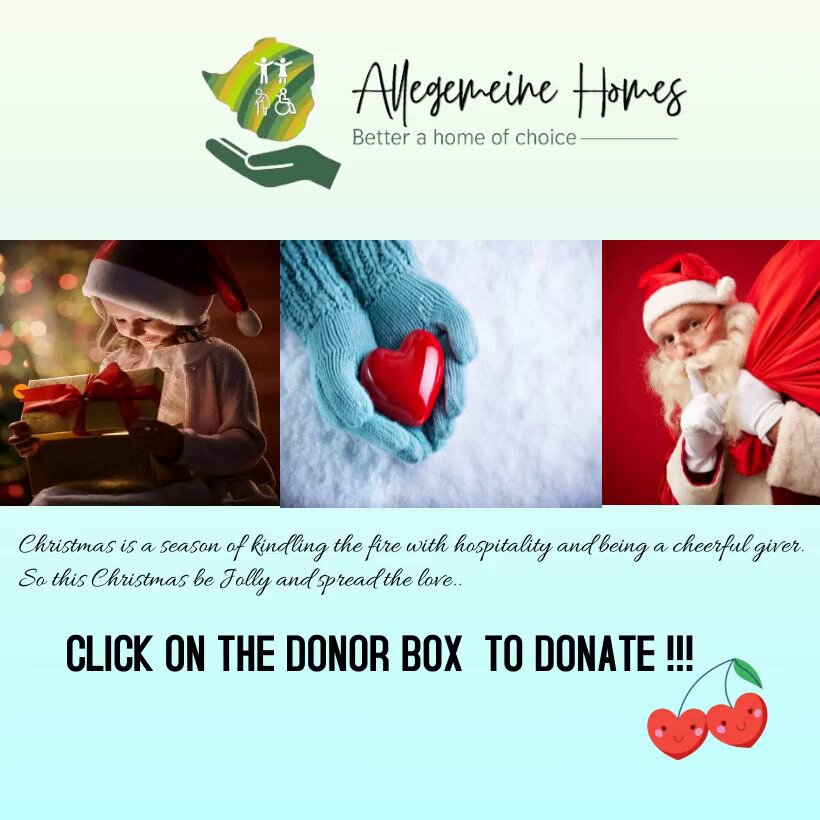 Allegemeine Homes
Better a home of choice
Christmas is a season of kindling the fire with hospitality and being a cheerful giver.
So this Christmas be Jolly and spread the love..
CLICK ON THE DONOR BOX TO DONATE !!!